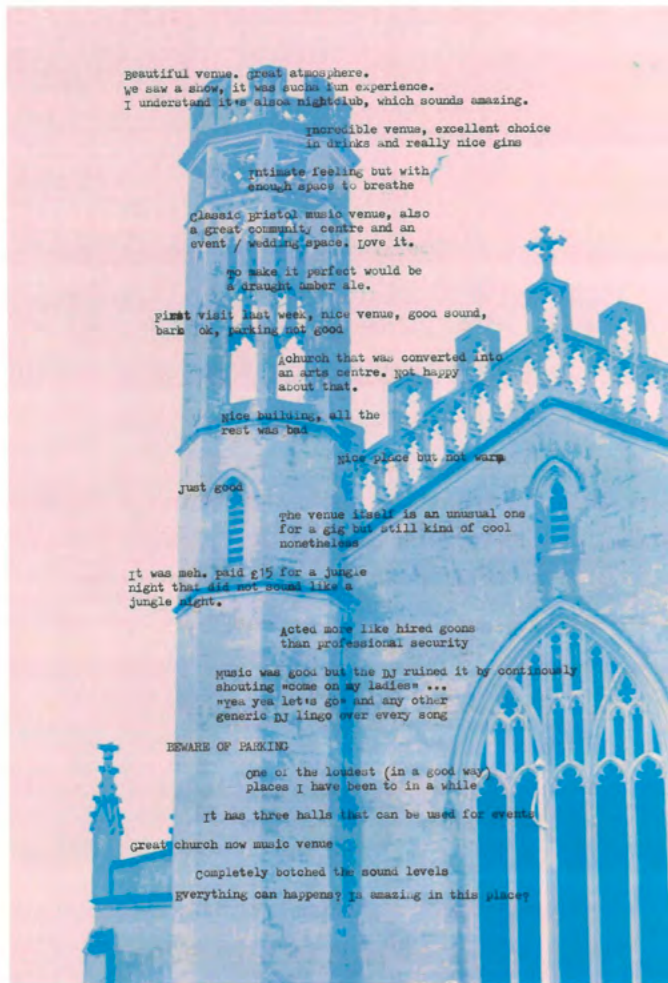 Beautiful venue. Great atmosphere.
We saw a show, it was sucha fun experience.
I understand it's alsoa nightclub, which sounds amazing.
Incredible venue, excellent choice
in drinks and really nice gins
Intimate feeling but with
enough space to breathe
Classic Bristol music venue, also
a great community centre and an
event / wedding space. Love it.
To make it perfect would be
a draught amber ale.
First visit last week, nice venue, good sound,
bar ok, parking not good
Achurch that was converted into
an arts centre. Not happy
about that.
Nice building, all the
rest was bad
Nice place but not warm
Just good
The venue itself is an unusual one
for a gig but still kind of cool
nonetheless
It was meh. paid £15 for a jungle
night that did not sound like a
jungle night.
Acted more like hired goons
than professional security
Music was good but the DJ ruined it by continously
shouting "come on my ladies" ...
"yea yea let's go" and any other
generic DJ lingo over every song
BEWARE OF PARKING
One of the loudest (in a good way)
places I have been to in a while
It has three halls that can be used for events
Great church now music venue
Completely botched the sound levels
Everything can happens? Is amazing in this place?